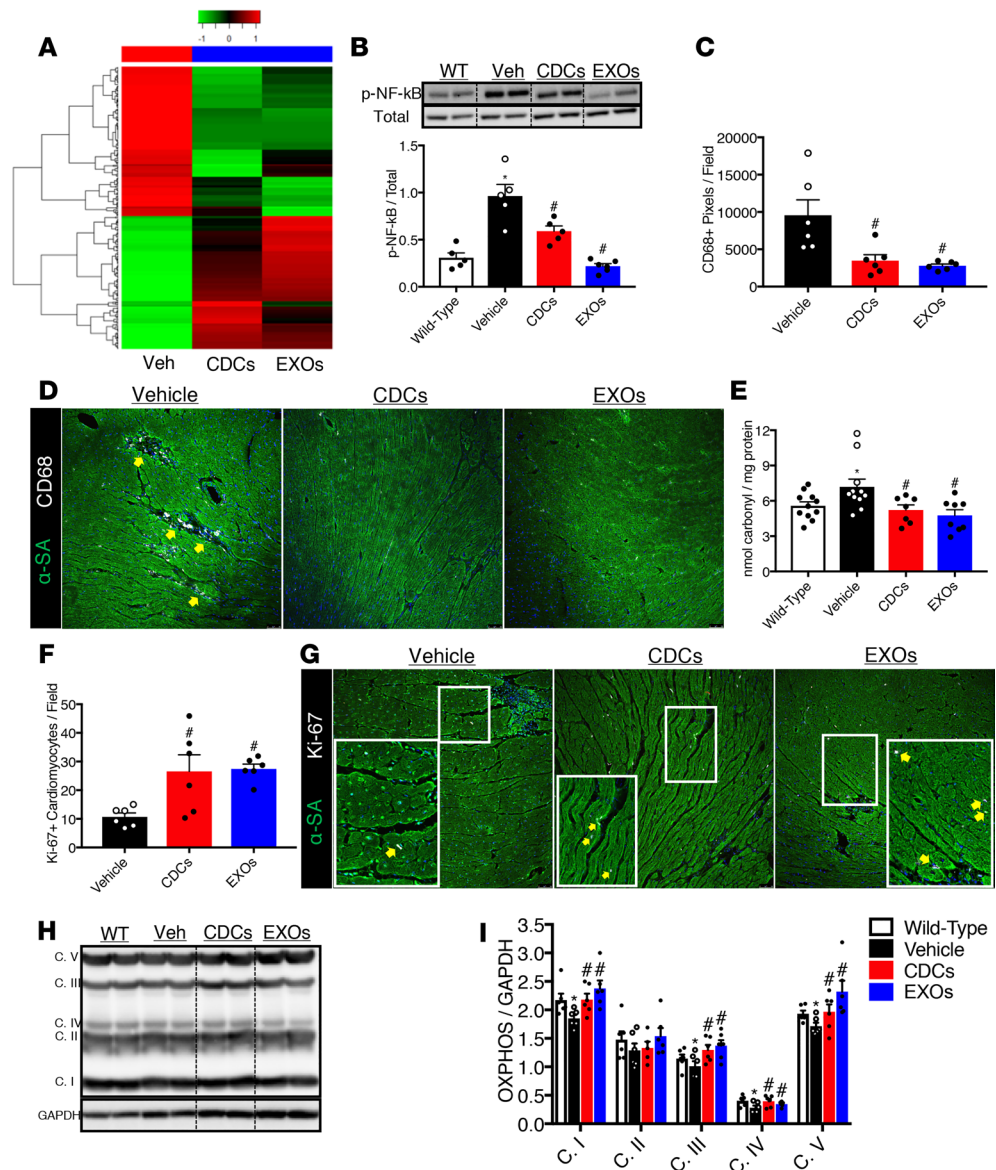 -1 0 1
A
Veh CDCs EXOs
B
WT Veh CDCs EXOs
p-NF-kB
Total
p-NF-kB / Total
1.5
1.0
0.5
0.0
*
#
#
Wild-Type
Vehicle
CDCs
EXOs
C
CD68+ Pixels / Field
20000
15000
10000
5000
0
#
#
Vehicle
CDCs
EXOs
D
Vehicle CDCs EXOs
α-SA CD68
E
nmol carbonyl / mg protein
12
9
6
3
0
*
#
#
Wild-Type
Vehicle
CDCs
EXOs
F
Ki-67+ Cardiomyocytes / Field
50
40
30
20
10
0
#
#
Vehicle
CDCs
EXOs
G
Vehicle CDCs EXOs
α-SA Ki-67
H
WT Veh CDCs EXOs
C. V
C. III
C. IV
C. II
C. I
GAPDH
I
OXPHOS / GAPDH
3.5
3.0
2.5
2.0
1.5
1.0
0.5
0.0
* # #
* # #
* # #
* # #
C. I
C. II
C. III
C. IV
C. V
Wild-Type
Vehicle
CDCs
EXOs